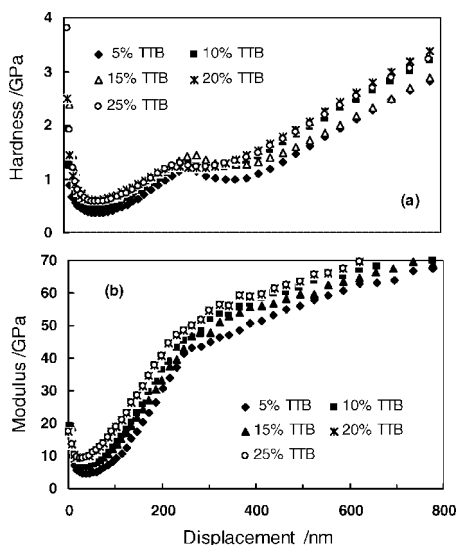 4
3
2
1
0
Hardness /GPa
5% TTB 10% TTB
15% TTB 20% TTB
25% TTB
(a)
70
60
50
40
30
20
10
0
Modulus /GPa
(b)
5% TTB 10% TTB
15% TTB 20% TTB
25% TTB
0 200 400 600 800
Displacement /nm